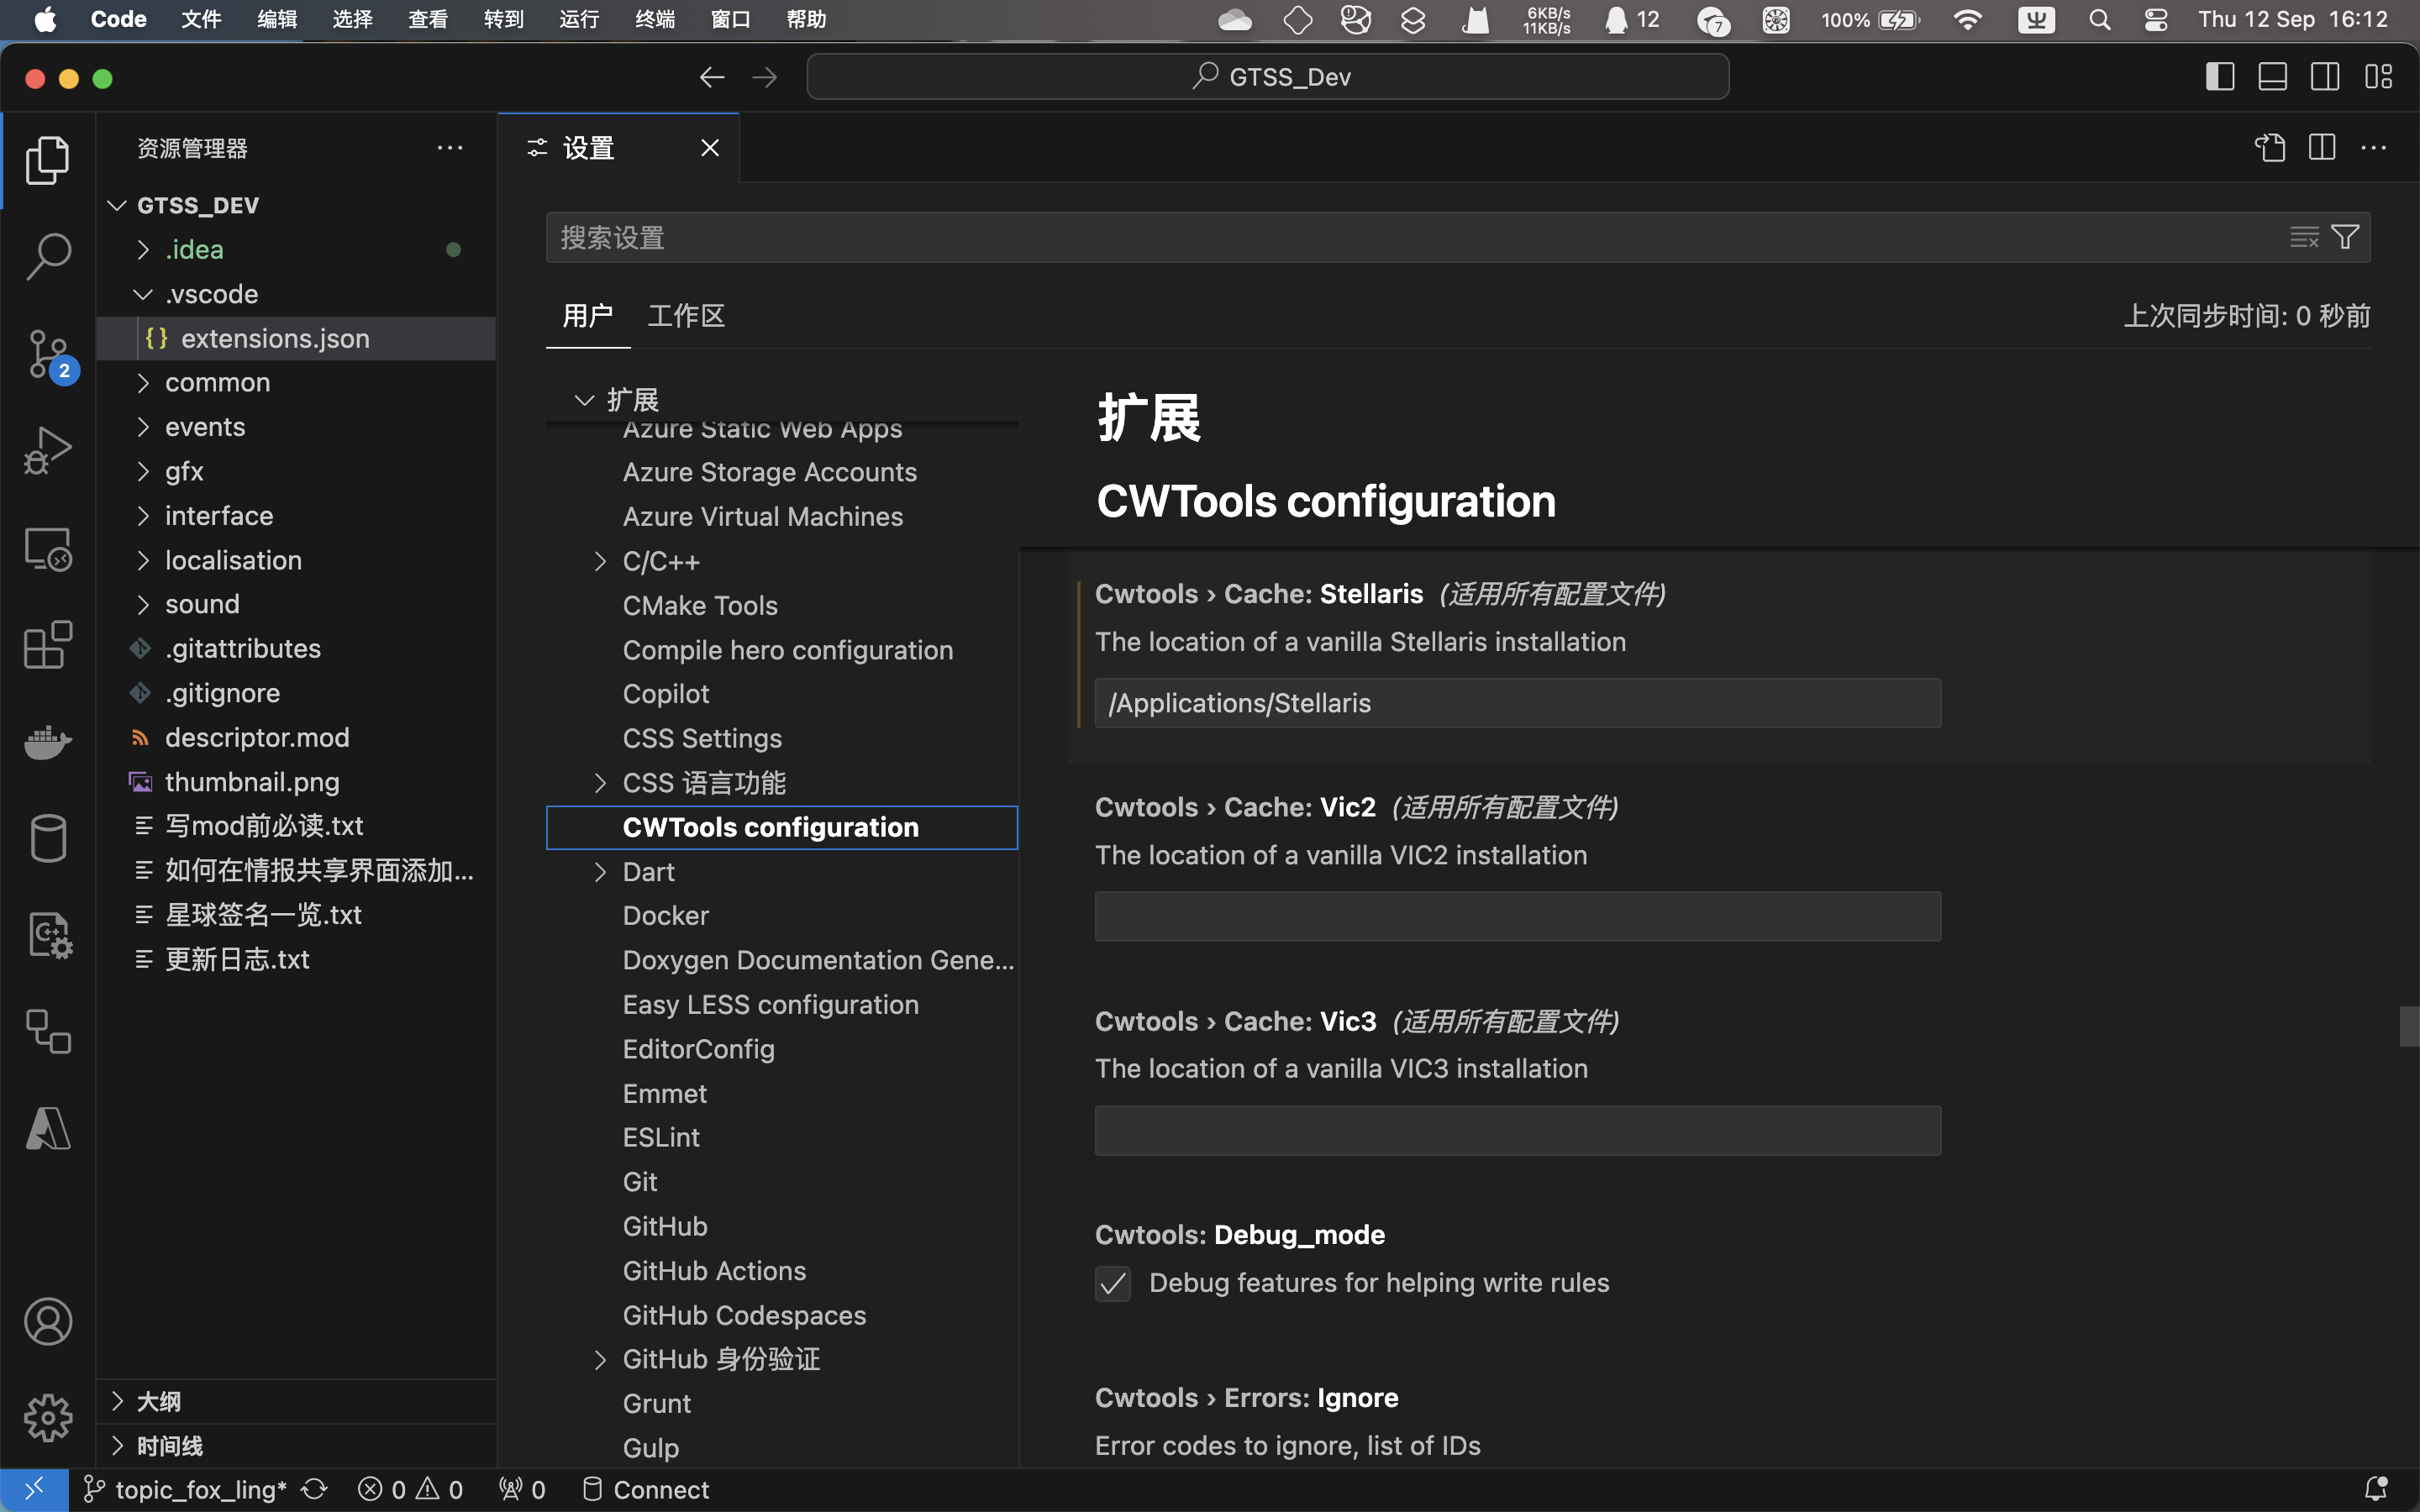 Code 文件 编辑 选择 查看 转到 运行 终端 窗口 帮助 6KB/s 11KB/s 12 7 100% Thu 12 Sep 16:12
GTSS_Dev
资源管理器
GTSS_DEV
.idea
.vscode
{} extensions.json
common
events
gfx
interface
localisation
sound
.gitattributes
.gitignore
descriptor.mod
thumbnail.png
写mod前必读.txt
如何在情报共享界面添加...
星球签名一览.txt
更新日志.txt
大纲
时间线
2
设置
搜索设置
用户 工作区 上次同步时间: 0 秒前
扩展
Azure Static Web Apps
Azure Storage Accounts
Azure Virtual Machines
C/C++
CMake Tools
Compile hero configuration
Copilot
CSS Settings
CSS 语言功能
CWTools configuration
Dart
Docker
Doxygen Documentation Gene...
Easy LESS configuration
EditorConfig
Emmet
ESLint
Git
GitHub
GitHub Actions
GitHub Codespaces
GitHub 身份验证
Grunt
Gulp
扩展
CWTools configuration
Cwtools › Cache: Stellaris (适用所有配置文件)
The location of a vanilla Stellaris installation
/Applications/Stellaris
Cwtools › Cache: Vic2 (适用所有配置文件)
The location of a vanilla VIC2 installation
Cwtools › Cache: Vic3 (适用所有配置文件)
The location of a vanilla VIC3 installation
Cwtools: Debug_mode
Debug features for helping write rules
Cwtools › Errors: Ignore
Error codes to ignore, list of IDs
topic_fox_ling* 0 0 0 Connect